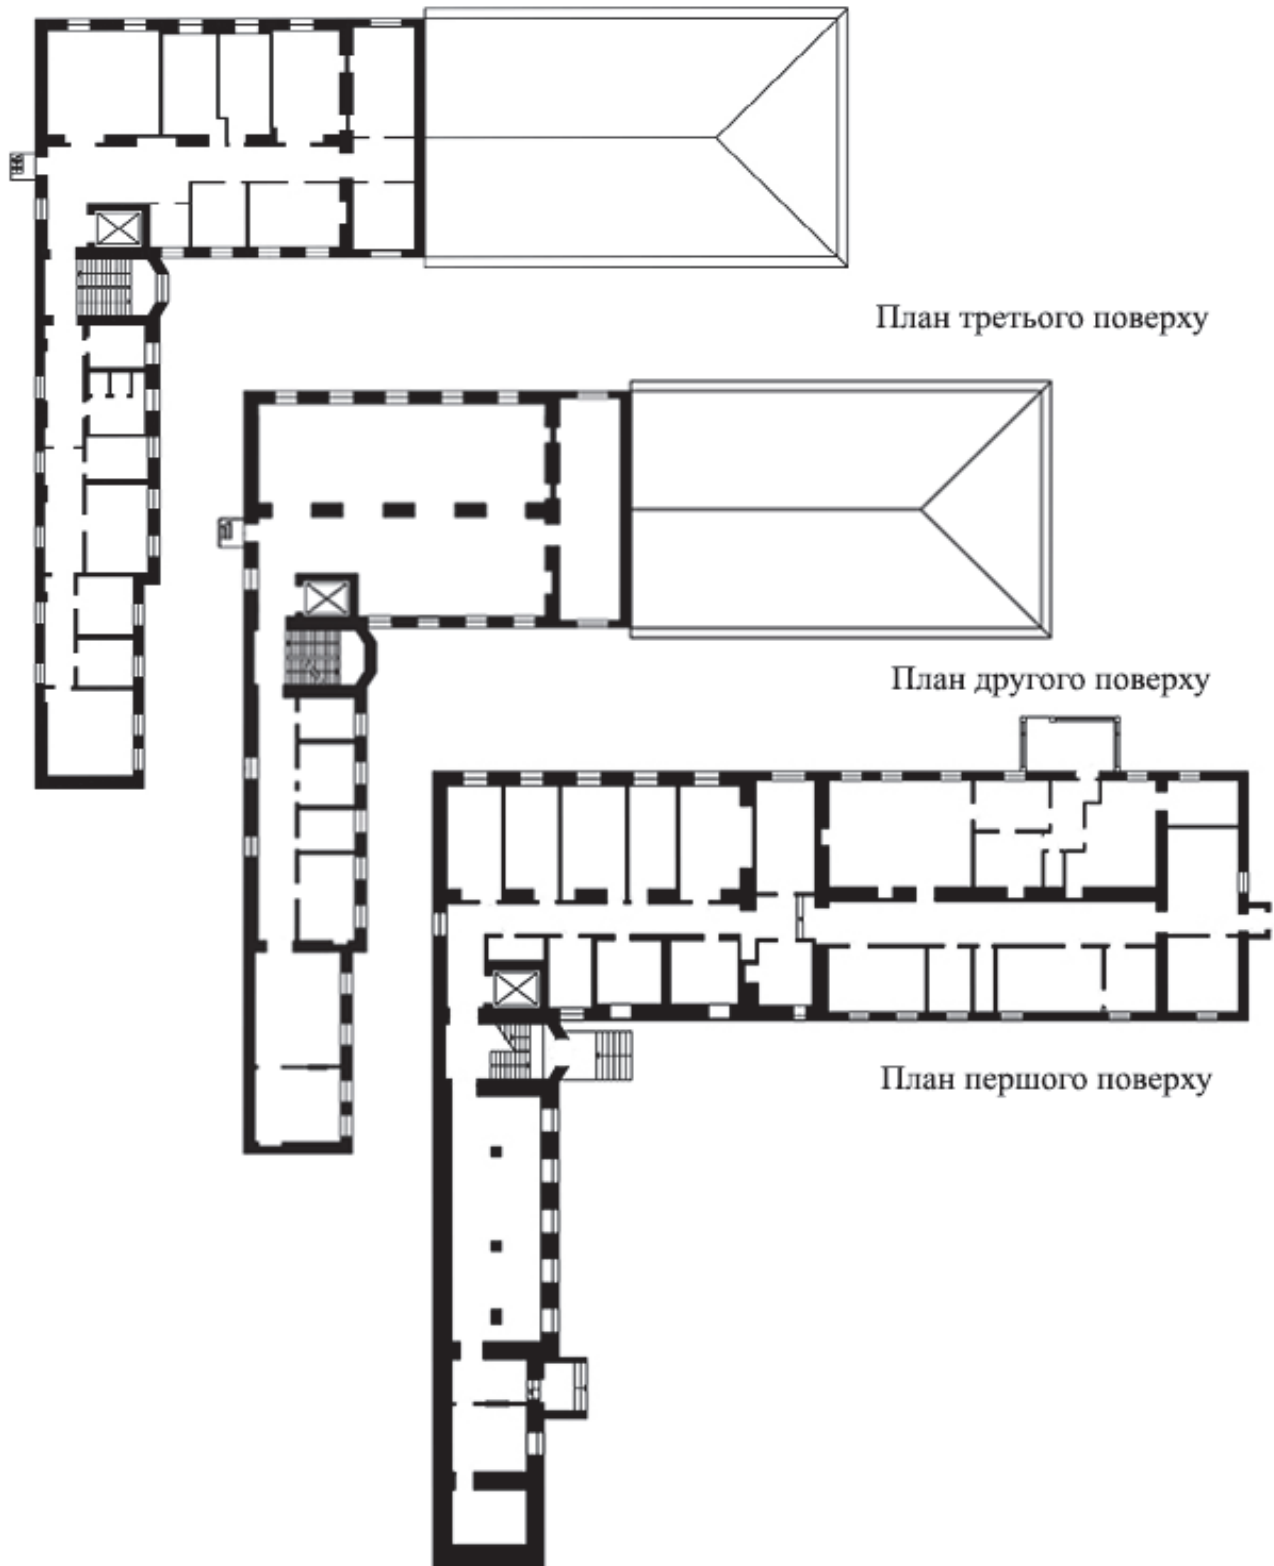 План третього поверху
План другого поверху
План першого поверху